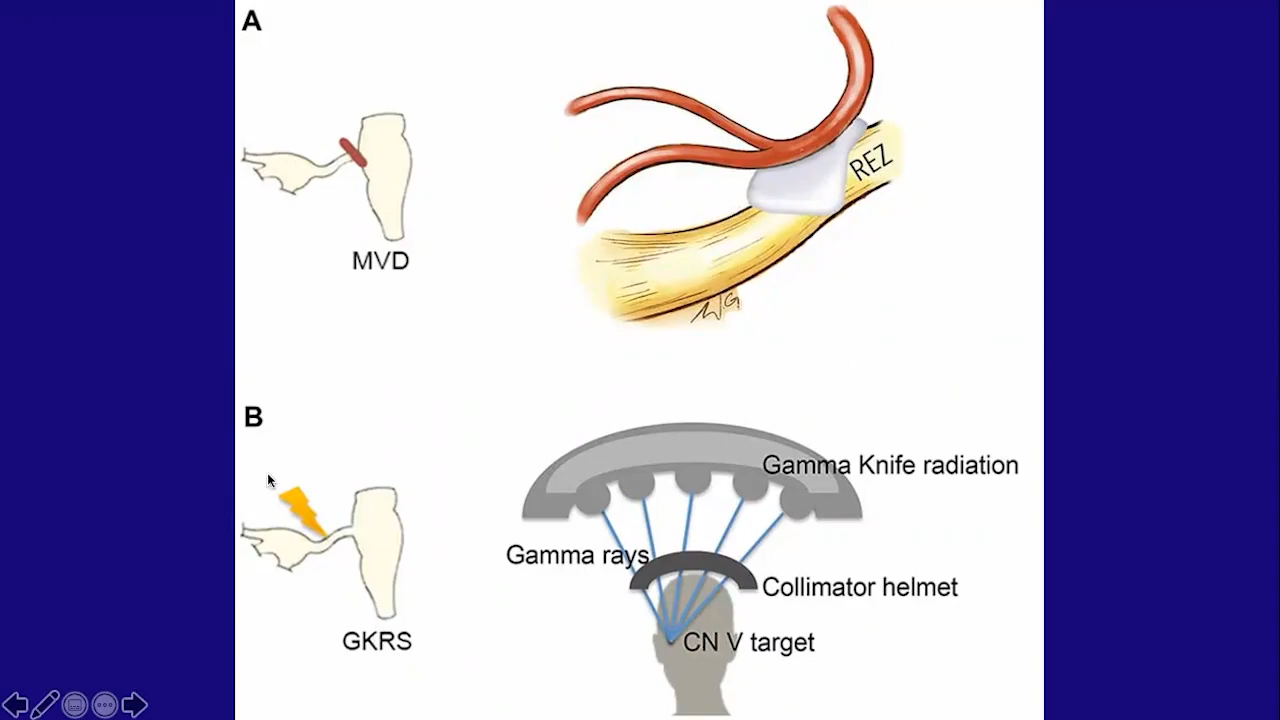 A
REZ
MVD
B
Gamma Knife radiation
Gamma rays
Collimator helmet
GKRS
CN V target